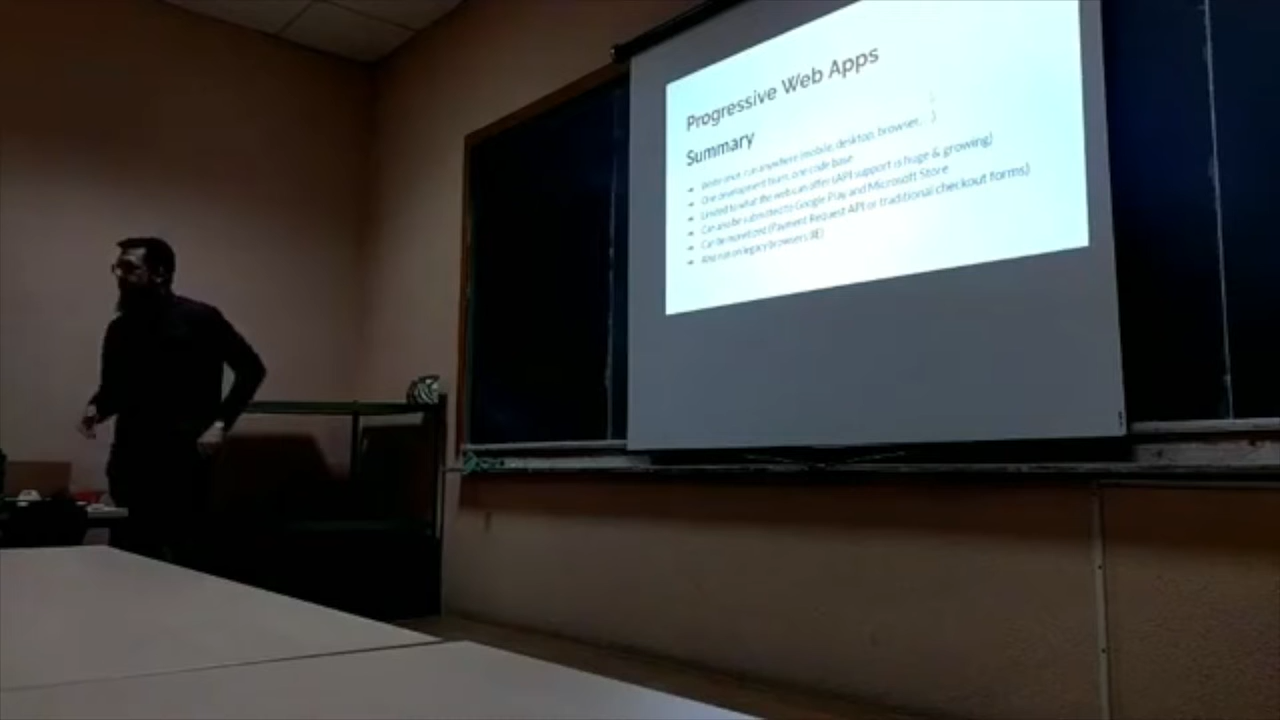 Progressive Web Apps
Summary
Write once, run anywhere (mobile, desktop, browser, ...)
One development team, one code base
Limited to what the web can offer (API support is huge & growing)
Can also be submitted to Google Play and Microsoft Store
Can be monetized (Payment Request API or traditional checkout forms)
Also run on legacy browsers (IE)